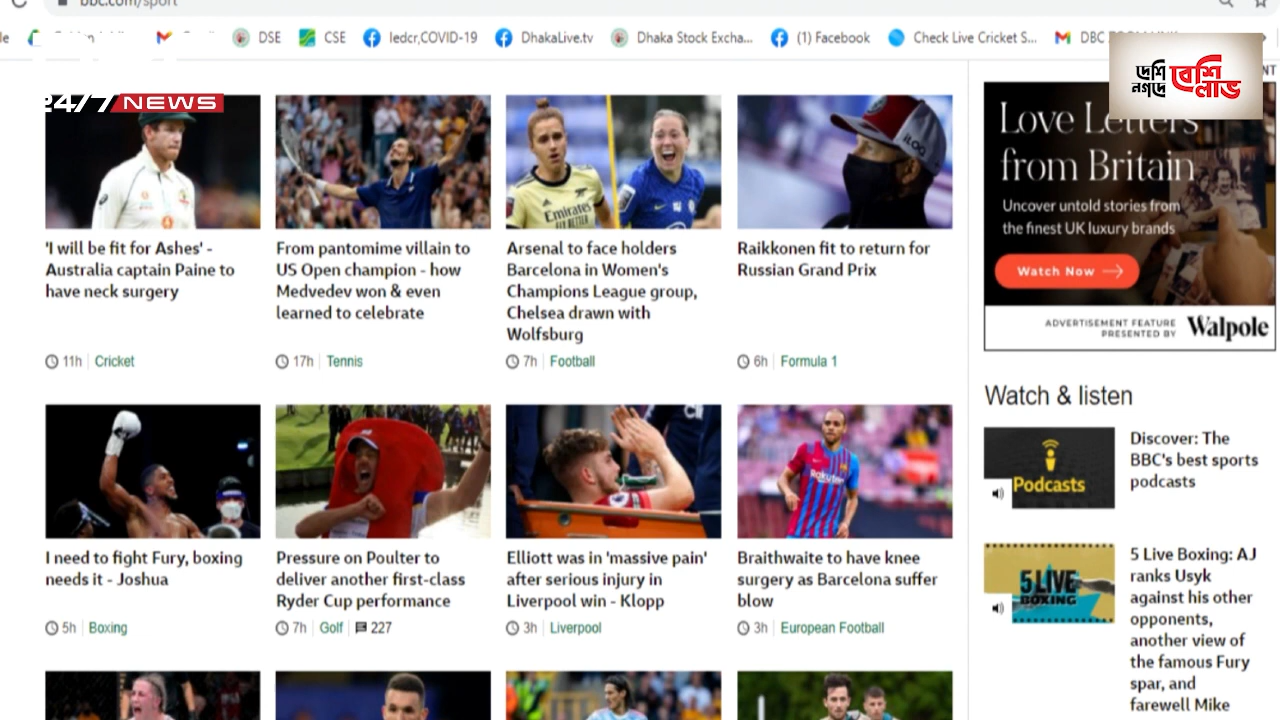 bbc.com/sport
DSE
CSE
Iedcr,COVID-19
DhakaLive.tv
Dhaka Stock Excha...
(1) Facebook
Check Live Cricket S...
24/7 NEWS
দেশি
নগদে
বেশি
লাভ
Love Letters
from Britain
Uncover untold stories from
the finest UK luxury brands
Watch Now →
ADVERTISEMENT FEATURE
PRESENTED BY
Walpole
Emirates
FLY BETTER
'I will be fit for Ashes' -
Australia captain Paine to
have neck surgery
11h | Cricket
From pantomime villain to
US Open champion - how
Medvedev won & even
learned to celebrate
17h | Tennis
Arsenal to face holders
Barcelona in Women's
Champions League group,
Chelsea drawn with
Wolfsburg
7h | Football
Raikkonen fit to return for
Russian Grand Prix
6h | Formula 1
Rakuten
I need to fight Fury, boxing
needs it - Joshua
5h | Boxing
Pressure on Poulter to
deliver another first-class
Ryder Cup performance
7h | Golf | 227
Elliott was in 'massive pain'
after serious injury in
Liverpool win - Klopp
3h | Liverpool
Braithwaite to have knee
surgery as Barcelona suffer
blow
3h | European Football
Watch & listen
Podcasts
Discover: The
BBC's best sports
podcasts
5 LIVE
BOXING
5 Live Boxing: AJ
ranks Usyk
against his other
opponents,
another view of
the famous Fury
spar, and
farewell Mike